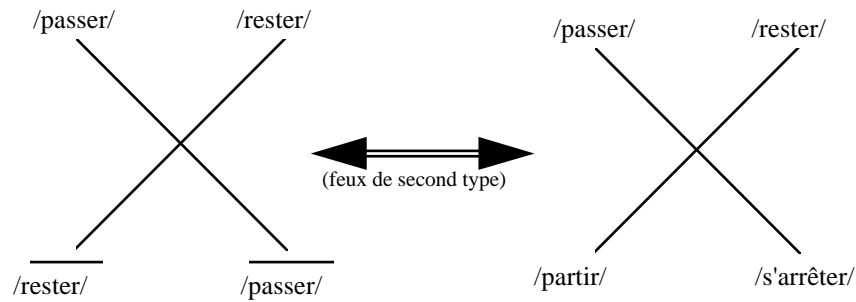 /passer/ /rester/ /passer/ /rester/
(feux de second type)
/rester/ /passer/ /partir/ /s'arrêter/